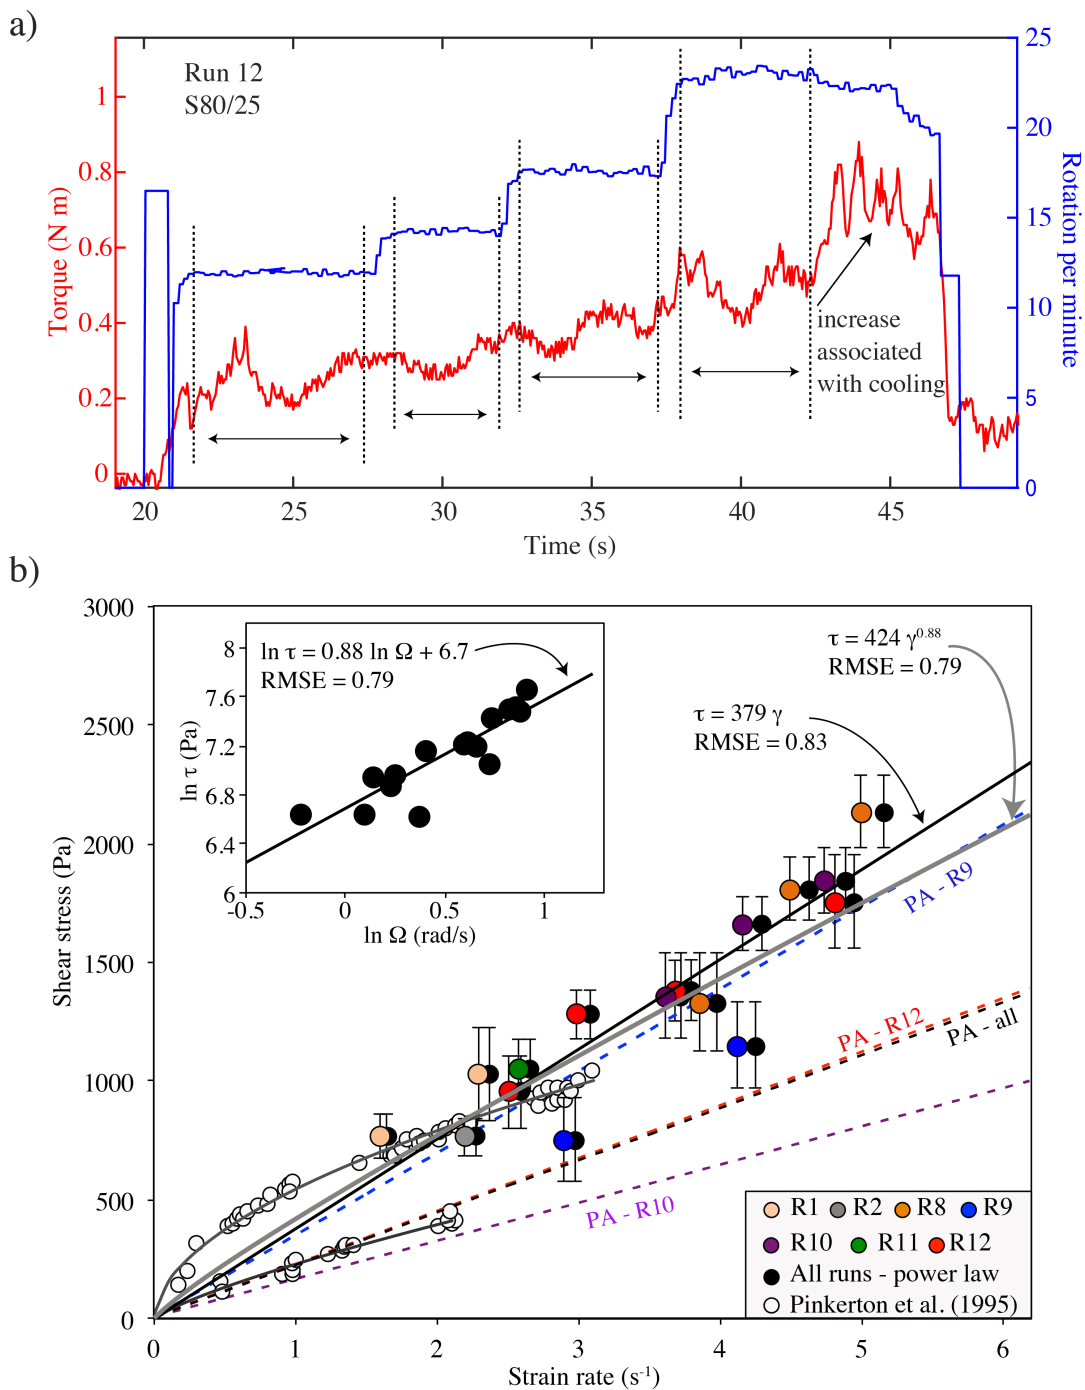 a)
Run 12
S80/25
Torque (N m)
1
0.8
0.6
0.4
0.2
0
25
20
15
10
5
0
Rotation per minute
increase
associated
with cooling
20 25 30 35 40 45
Time (s)
b)
Shear stress (Pa)
3000
2500
2000
1500
1000
500
0
ln τ = 0.88 ln Ω + 6.7
RMSE = 0.79
ln τ (Pa)
8
7.6
7.2
6.8
6.4
6
-0.5 0 0.5 1
ln Ω (rad/s)
τ = 424 γ^0.88
RMSE = 0.79
τ = 379 γ
RMSE = 0.83
PA - R9
PA - R12
PA - all
PA - R10
R1 R2 R8 R9
R10 R11 R12
All runs - power law
Pinkerton et al. (1995)
0 1 2 3 4 5 6
Strain rate (s⁻¹)